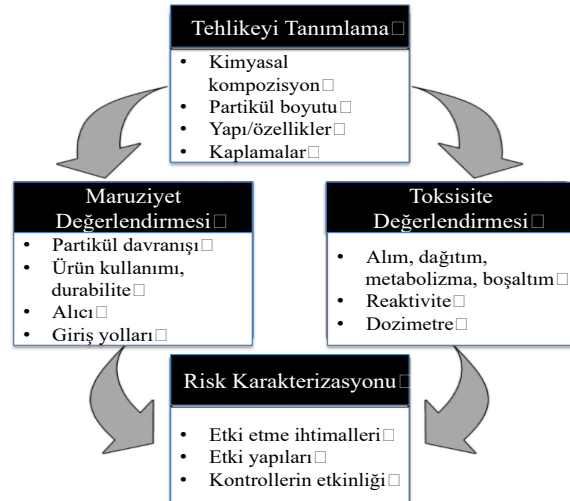 Tehlikeyi Tanımlama
• Kimyasal
kompozisyon
• Partikül boyutu
• Yapı/özellikler
• Kaplamalar
Maruziyet
Değerlendirmesi
• Partikül davranışı
• Ürün kullanımı,
durabilite
• Alıcı
• Giriş yolları
Toksisite
Değerlendirmesi
• Alım, dağıtım,
metabolizma, boşaltım
• Reaktivite
• Dozimetre
Risk Karakterizasyonu
• Etki etme ihtimalleri
• Etki yapıları
• Kontrollerin etkinliği